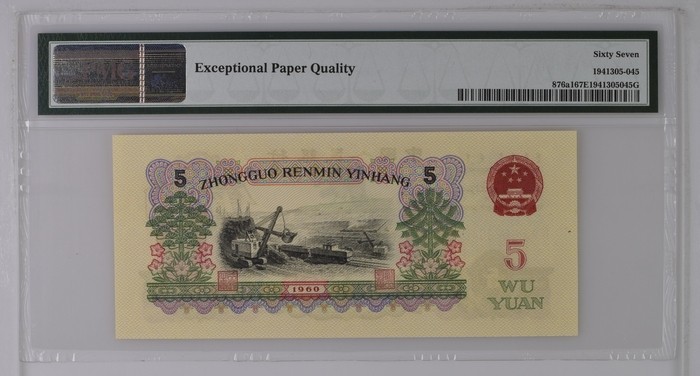 Exceptional Paper Quality
Sixty Seven
1941305-045
876a167E1941305045G
5
ZHONGGUO RENMIN YINHANG
5
1960
5
WU
YUAN